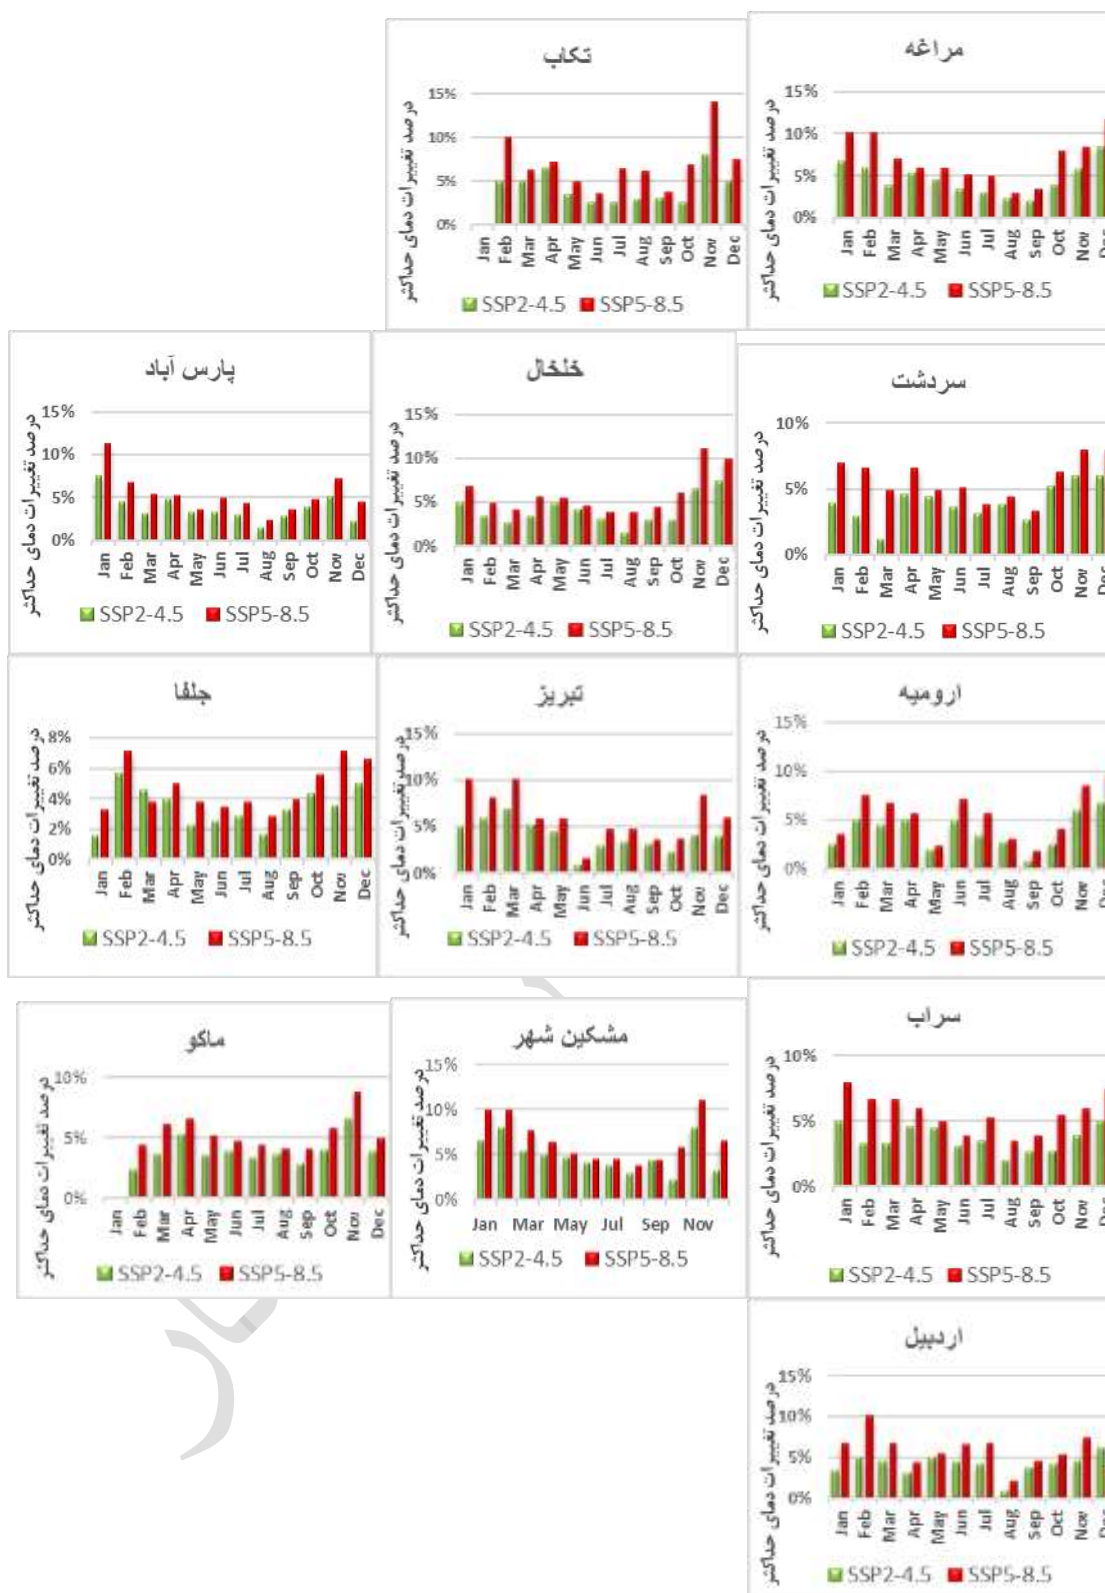 تکاب
درصد تغییرات دمای حداکثر
15%
10%
5%
0%
Jan Feb Mar Apr May Jun Jul Aug Sep Oct Nov Dec
SSP2-4.5 SSP5-8.5
مراغه
درصد تغییرات دمای حداکثر
15%
10%
5%
0%
Jan Feb Mar Apr May Jun Jul Aug Sep Oct Nov Dec
SSP2-4.5 SSP5-8.5
پارس آباد
درصد تغییرات دمای حداکثر
15%
10%
5%
0%
Jan Feb Mar Apr May Jun Jul Aug Sep Oct Nov Dec
SSP2-4.5 SSP5-8.5
خلخال
درصد تغییرات دمای حداکثر
15%
10%
5%
0%
Jan Feb Mar Apr May Jun Jul Aug Sep Oct Nov Dec
SSP2-4.5 SSP5-8.5
سردشت
درصد تغییرات دمای حداکثر
10%
5%
0%
Jan Feb Mar Apr May Jun Jul Aug Sep Oct Nov Dec
SSP2-4.5 SSP5-8.5
جلفا
درصد تغییرات دمای حداکثر
8%
6%
4%
2%
0%
Jan Feb Mar Apr May Jun Jul Aug Sep Oct Nov Dec
SSP2-4.5 SSP5-8.5
تبریز
درصد تغییرات دمای حداکثر
15%
10%
5%
0%
Jan Feb Mar Apr May Jun Jul Aug Sep Oct Nov Dec
SSP2-4.5 SSP5-8.5
ارومیه
درصد تغییرات دمای حداکثر
15%
10%
5%
0%
Jan Feb Mar Apr May Jun Jul Aug Sep Oct Nov Dec
SSP2-4.5 SSP5-8.5
ماکو
درصد تغییرات دمای حداکثر
10%
5%
0%
Jan Feb Mar Apr May Jun Jul Aug Sep Oct Nov Dec
SSP2-4.5 SSP5-8.5
مشکین شهر
درصد تغییرات دمای حداکثر
15%
10%
5%
0%
Jan Mar May Jul Sep Nov
SSP2-4.5 SSP5-8.5
سراب
درصد تغییرات دمای حداکثر
10%
5%
0%
Jan Feb Mar Apr May Jun Jul Aug Sep Oct Nov Dec
SSP2-4.5 SSP5-8.5
اردبیل
درصد تغییرات دمای حداکثر
15%
10%
5%
0%
Jan Feb Mar Apr May Jun Jul Aug Sep Oct Nov Dec
SSP2-4.5 SSP5-8.5